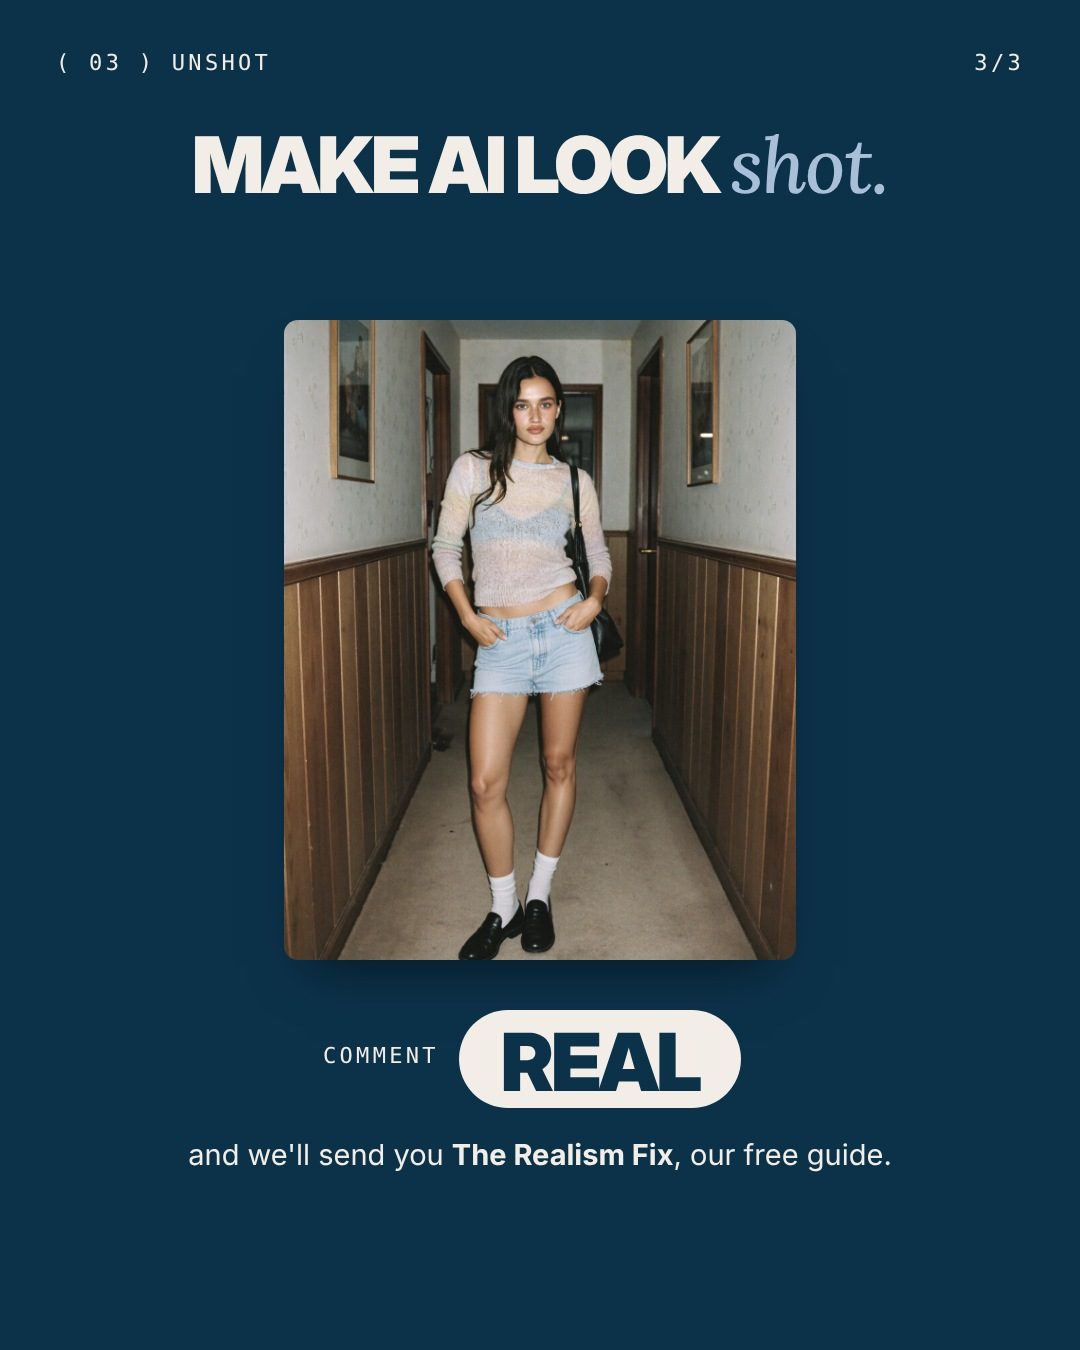 ( 03 ) UNSHOT
3/3
MAKE AI LOOK shot.
COMMENT REAL
and we'll send you The Realism Fix, our free guide.